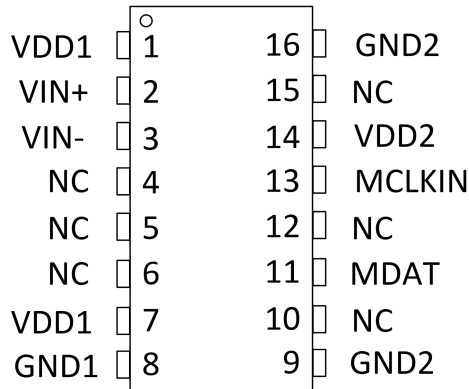 VDD1 1 16 GND2
VIN+ 2 15 NC
VIN- 3 14 VDD2
NC 4 13 MCLKIN
NC 5 12 NC
NC 6 11 MDAT
VDD1 7 10 NC
GND1 8 9 GND2